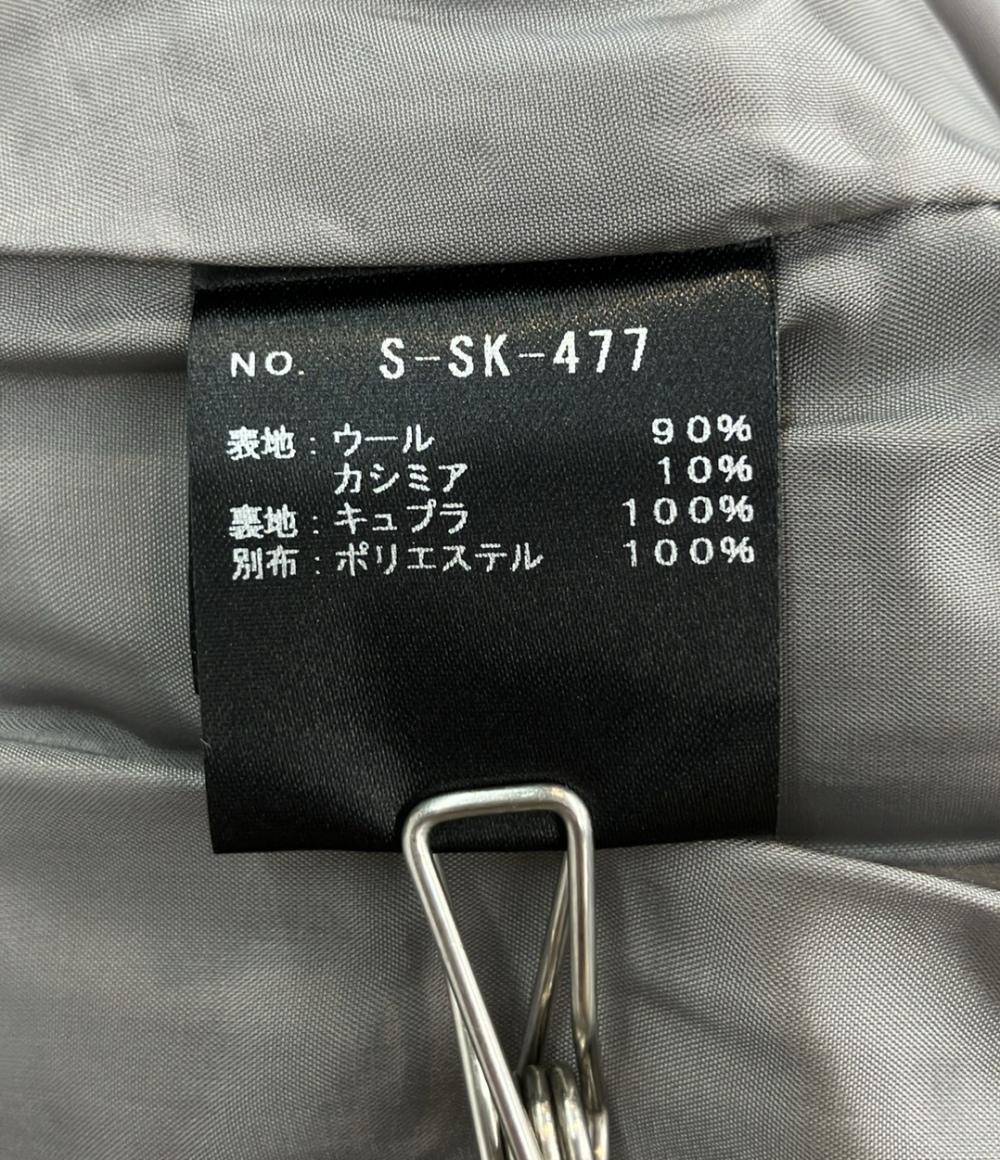 NO. S-SK-477
表地:ウール 90%
カシミア 10%
裏地:キュプラ 100%
別布:ポリエステル 100%